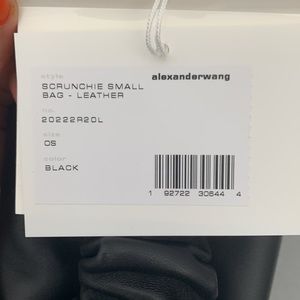 style
alexanderwang
SCRUNCHIE SMALL
BAG - LEATHER
no.
20222R20L
size
OS
color
BLACK
1 92722 30644 4